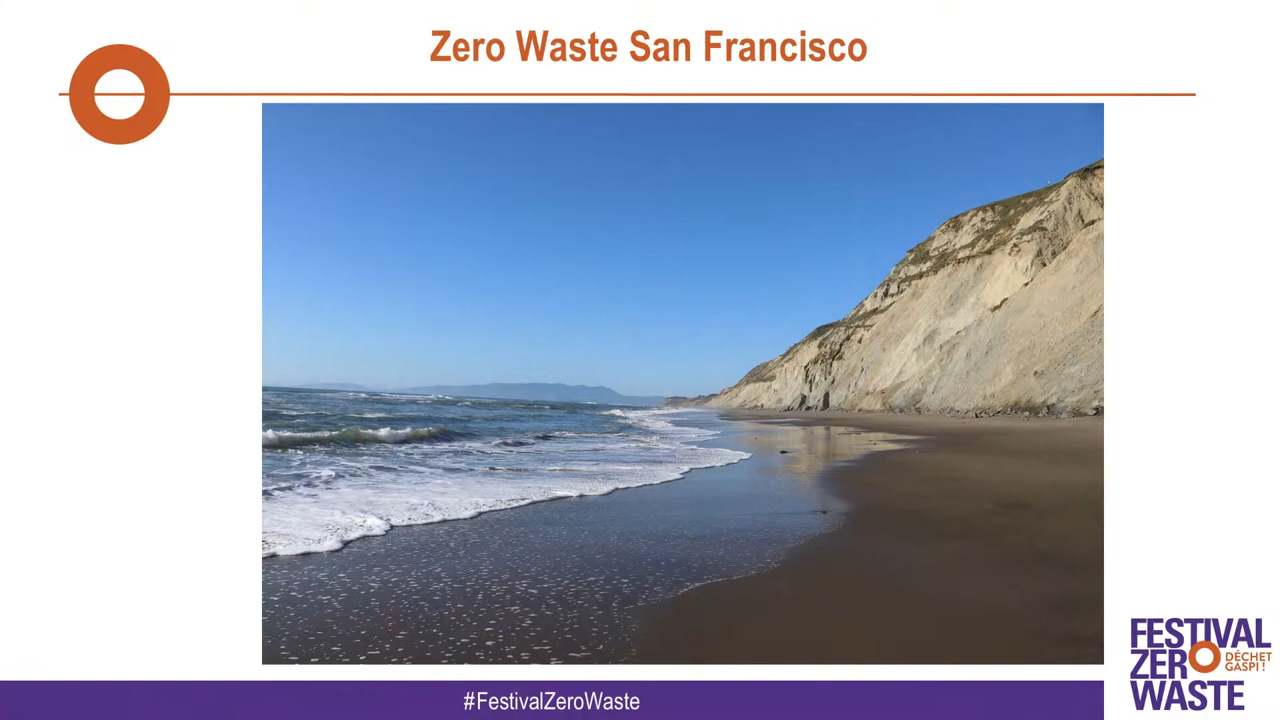 Zero Waste San Francisco
#FestivalZeroWaste
FESTIVAL
ZERO DÉCHET
GASPI !
WASTE